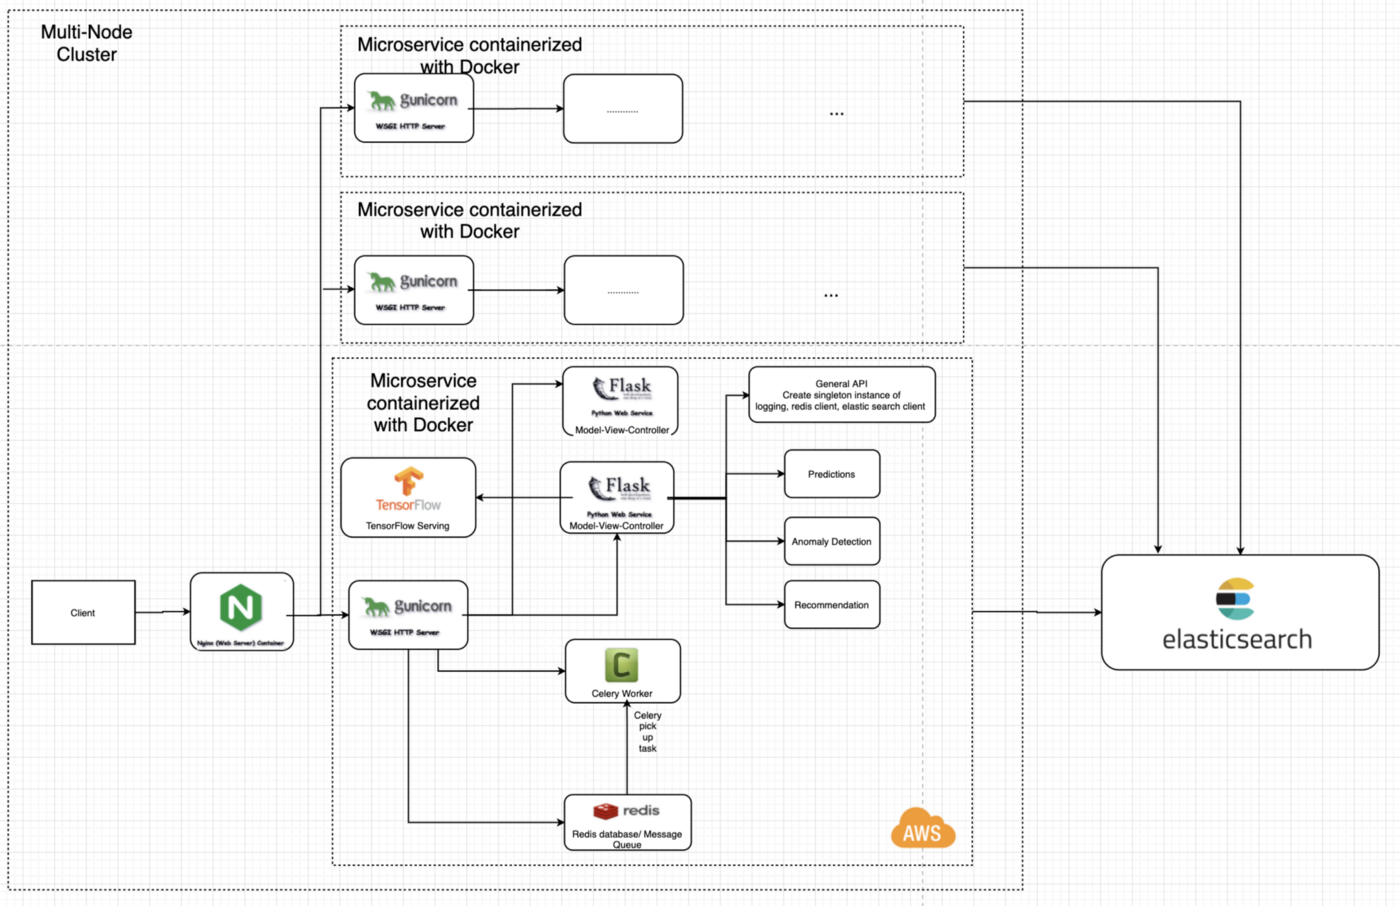 Multi-Node
Cluster
Microservice containerized
with Docker
gunicorn
WSGI HTTP Server
............
...
Microservice containerized
with Docker
gunicorn
WSGI HTTP Server
............
...
Microservice
containerized
with Docker
Flask
Python Web Service
Model-View-Controller
General API
Create singleton instance of
logging, redis client, elastic search client
TensorFlow
TensorFlow Serving
Flask
Python Web Service
Model-View-Controller
Predictions
Anomaly Detection
Recommendation
Client
N
Nginx (Web Server) Container
gunicorn
WSGI HTTP Server
elasticsearch
C
Celery Worker
Celery
pick
up
task
redis
Redis database/ Message
Queue
AWS